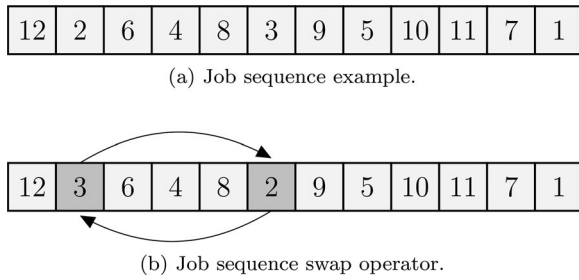 12 2 6 4 8 3 9 5 10 11 7 1
(a) Job sequence example.
12 3 6 4 8 2 9 5 10 11 7 1
(b) Job sequence swap operator.